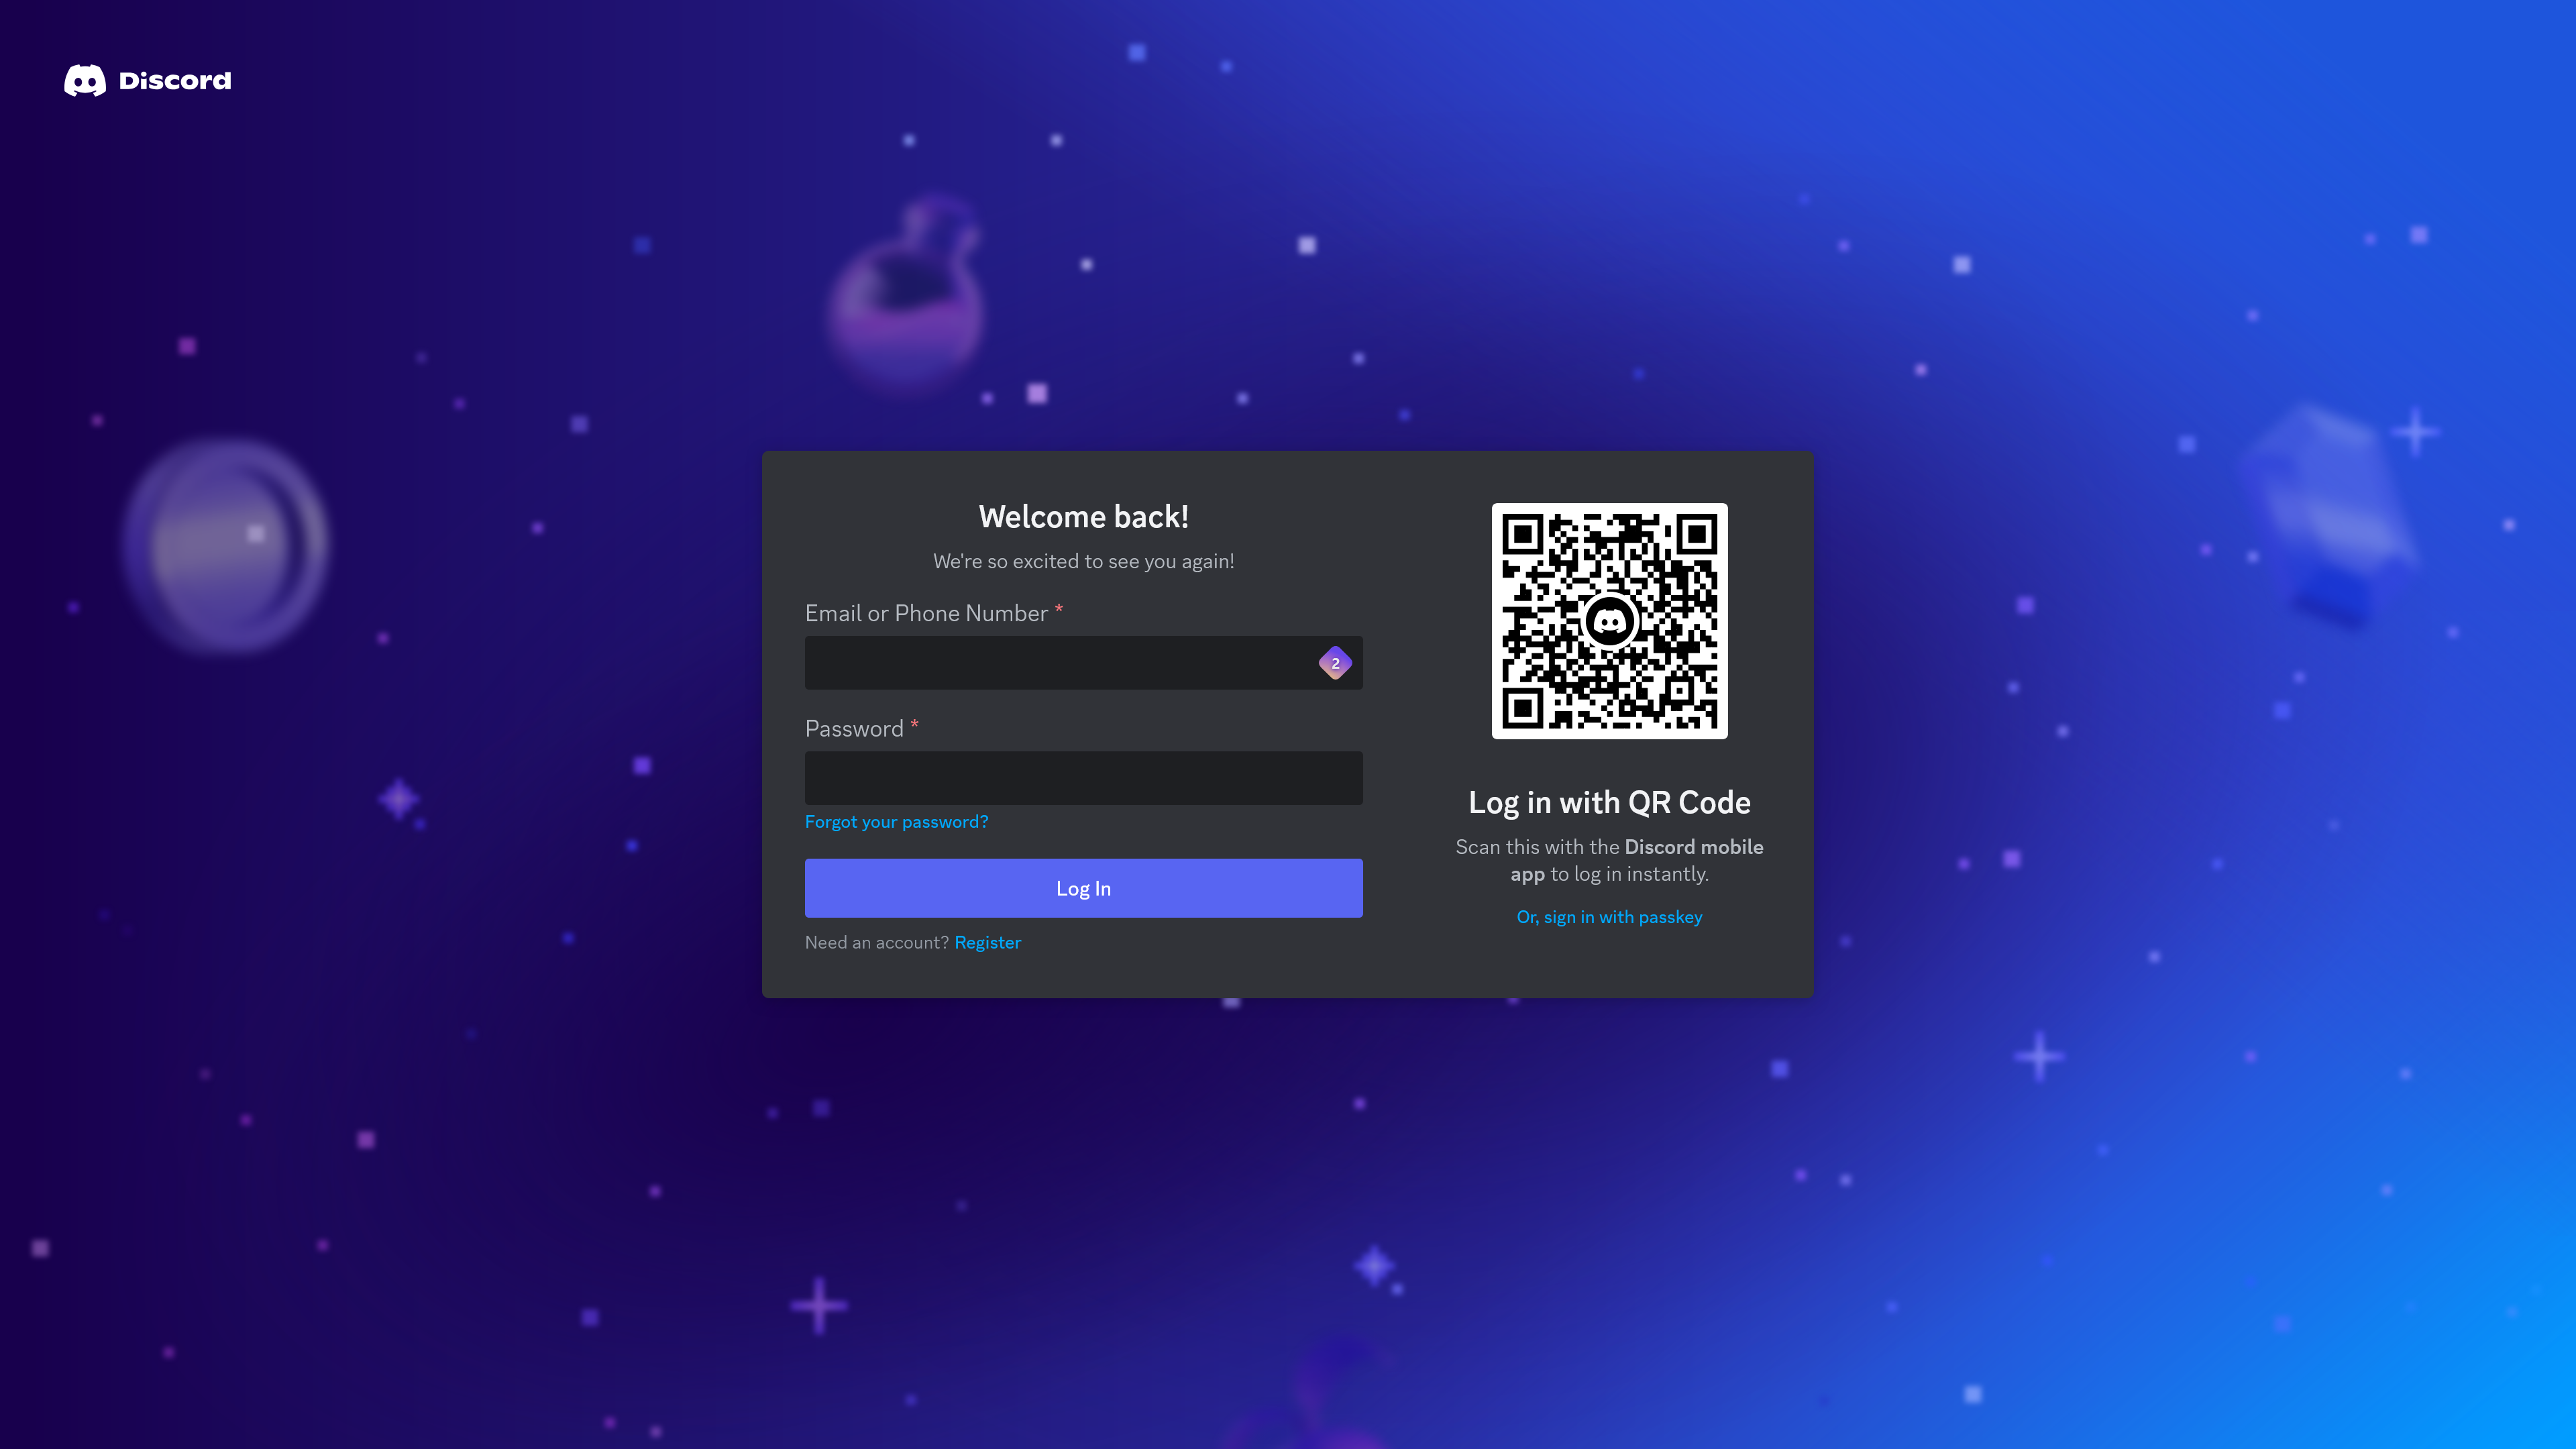 Discord
Welcome back!
We're so excited to see you again!
Email or Phone Number *
2
Password *
Forgot your password?
Log In
Need an account? Register
Log in with QR Code
Scan this with the Discord mobile
app to log in instantly.
Or, sign in with passkey